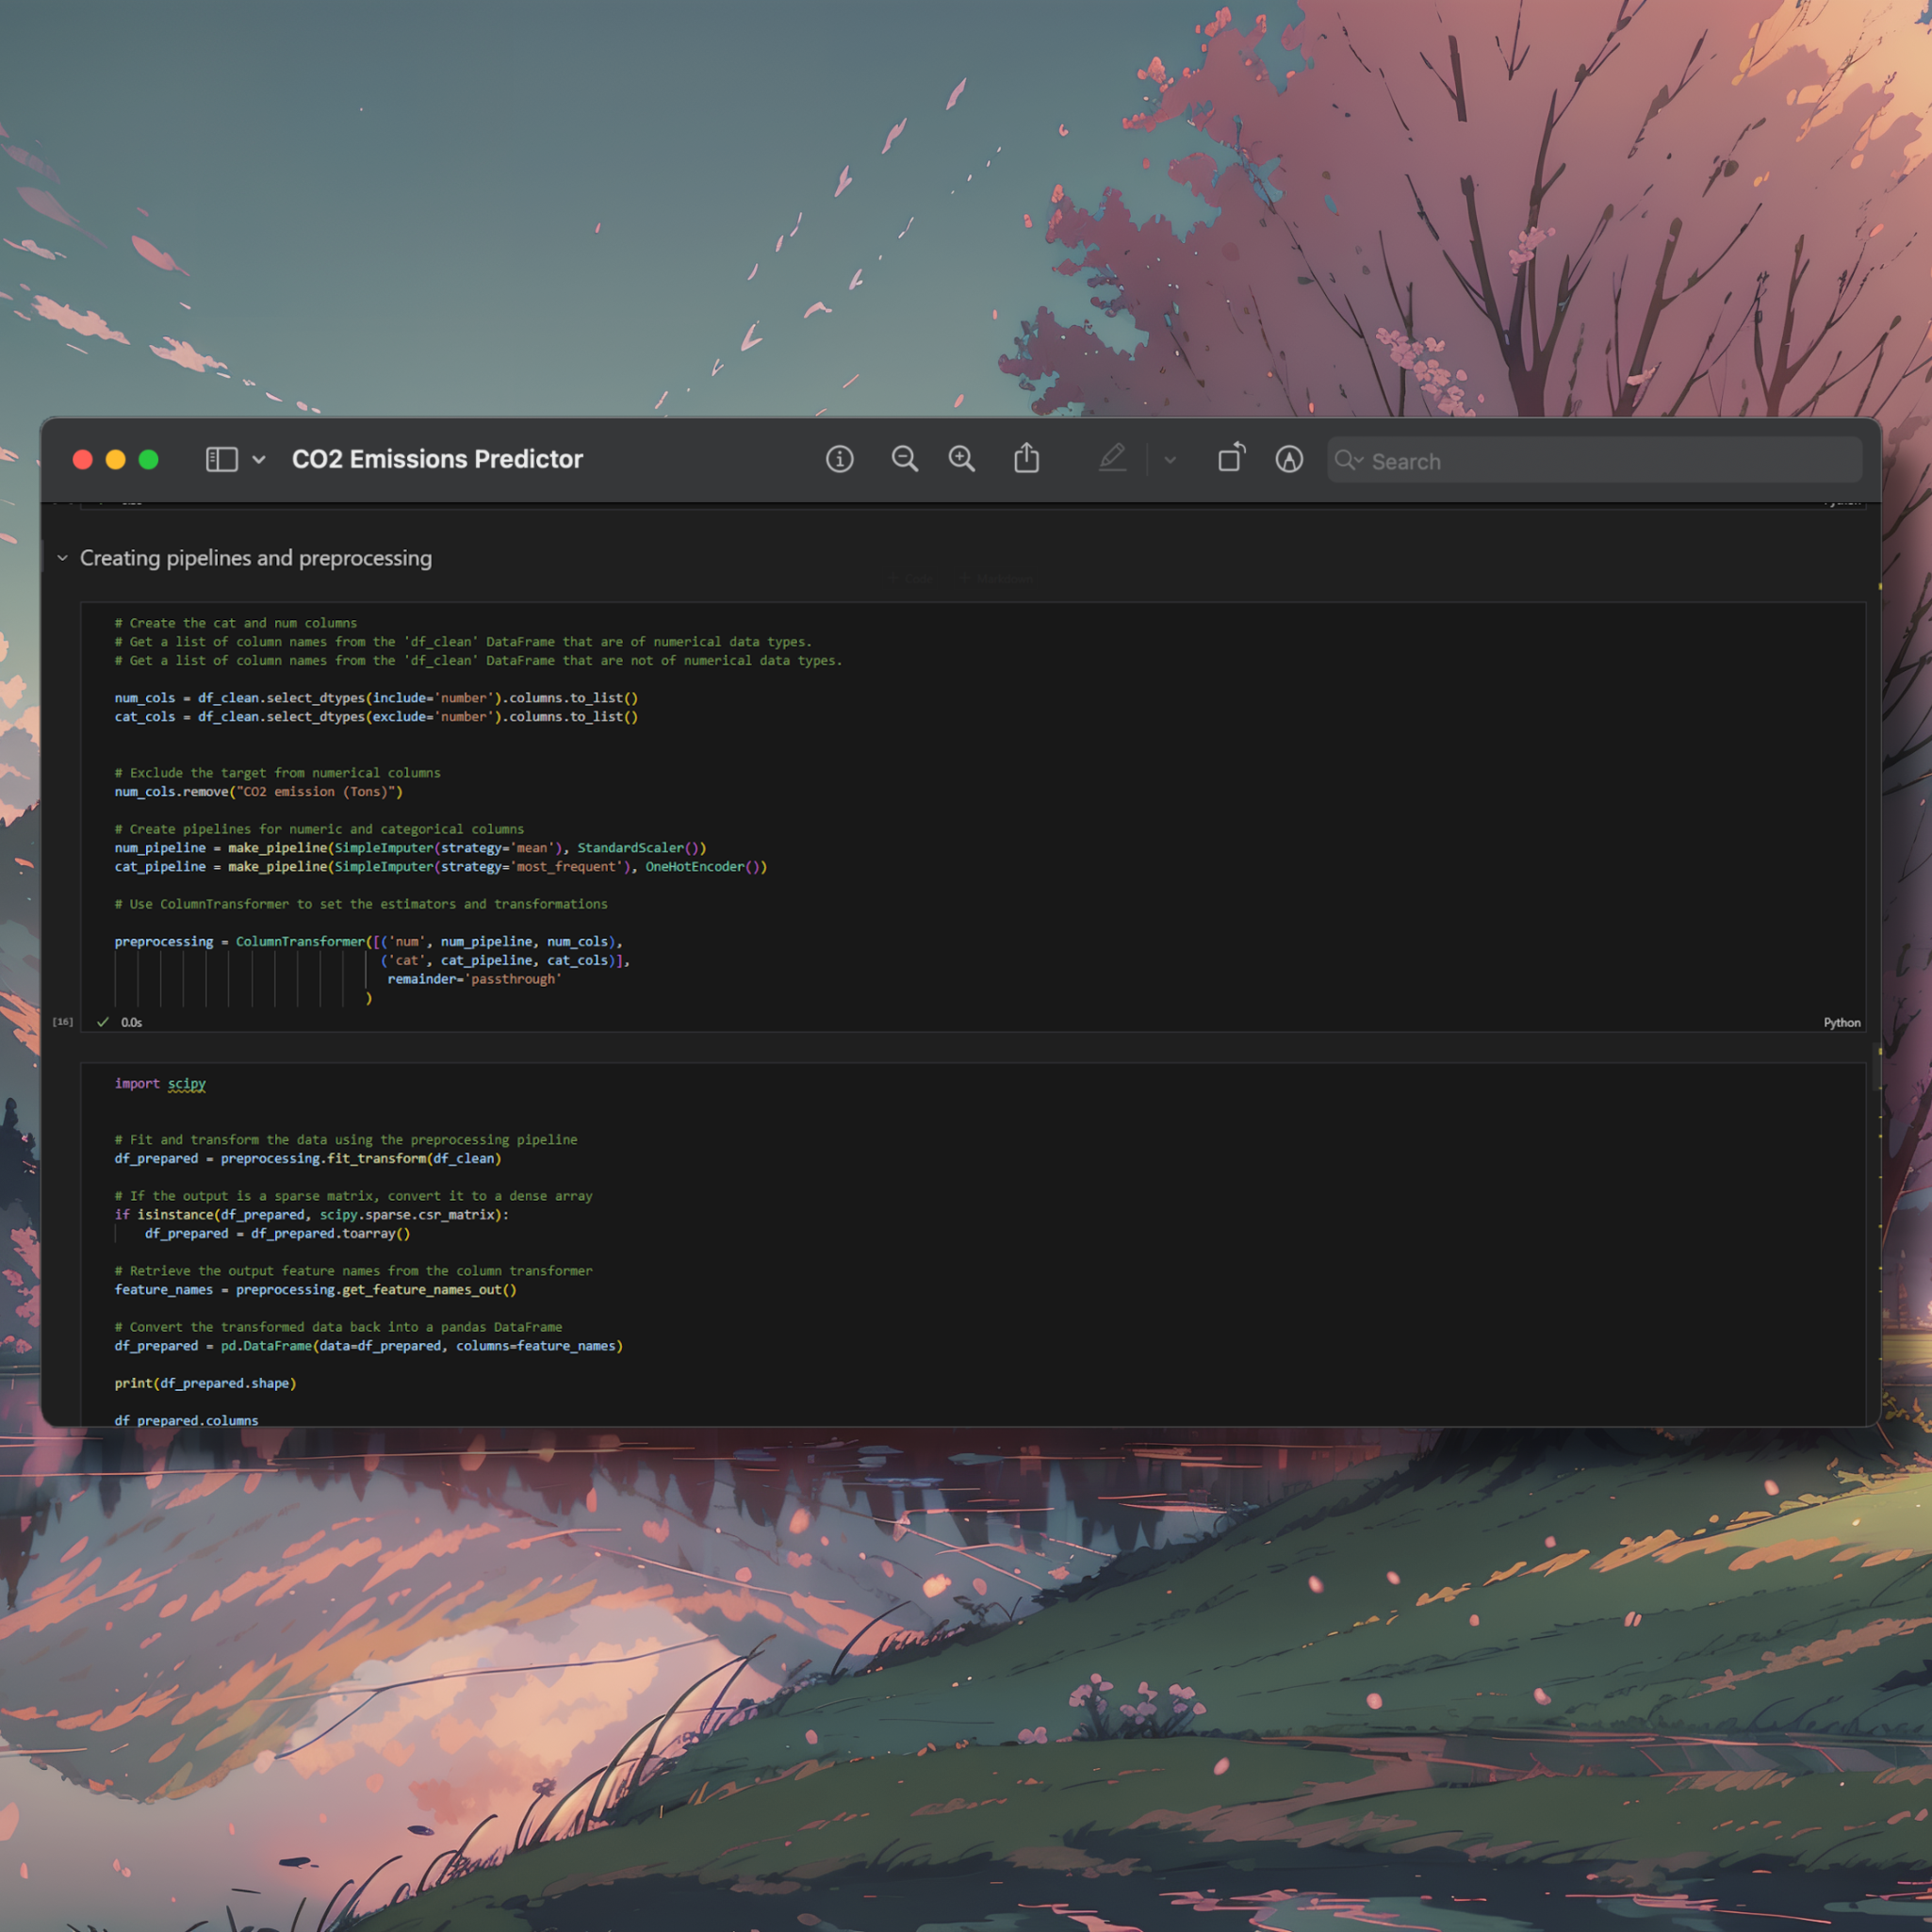 CO2 Emissions Predictor
Search
Creating pipelines and preprocessing
+ Code + Markdown
# Create the cat and num columns
# Get a list of column names from the 'df_clean' DataFrame that are of numerical data types.
# Get a list of column names from the 'df_clean' DataFrame that are not of numerical data types.
num_cols = df_clean.select_dtypes(include='number').columns.to_list()
cat_cols = df_clean.select_dtypes(exclude='number').columns.to_list()
# Exclude the target from numerical columns
num_cols.remove("CO2 emission (Tons)")
# Create pipelines for numeric and categorical columns
num_pipeline = make_pipeline(SimpleImputer(strategy='mean'), StandardScaler())
cat_pipeline = make_pipeline(SimpleImputer(strategy='most_frequent'), OneHotEncoder())
# Use ColumnTransformer to set the estimators and transformations
preprocessing = ColumnTransformer([('num', num_pipeline, num_cols),
('cat', cat_pipeline, cat_cols)],
remainder='passthrough'
)
[16] ✓ 0.0s Python
import scipy
# Fit and transform the data using the preprocessing pipeline
df_prepared = preprocessing.fit_transform(df_clean)
# If the output is a sparse matrix, convert it to a dense array
if isinstance(df_prepared, scipy.sparse.csr_matrix):
df_prepared = df_prepared.toarray()
# Retrieve the output feature names from the column transformer
feature_names = preprocessing.get_feature_names_out()
# Convert the transformed data back into a pandas DataFrame
df_prepared = pd.DataFrame(data=df_prepared, columns=feature_names)
print(df_prepared.shape)
df_prepared.columns